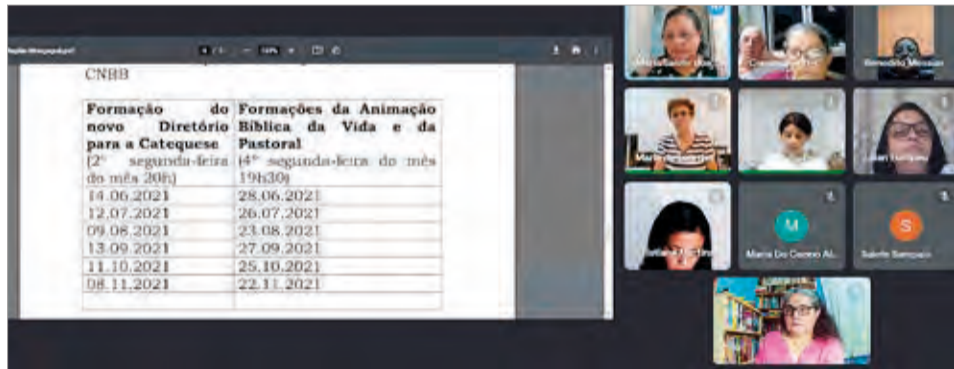 CNBB
Formação do
novo Diretório
para a Catequese
(2ª segunda-feira
do mês 20h)
Formações da Animação
Bíblica da Vida e da
Pastoral
(4ª segunda-feira do mês
19h30)
14.06.2021 28.06.2021
12.07.2021 26.07.2021
09.08.2021 23.08.2021
13.09.2021 27.09.2021
11.10.2021 25.10.2021
08.11.2021 22.11.2021
Benedito Messias
M
Maria Do Carmo Al...
S
Salete Sampaio